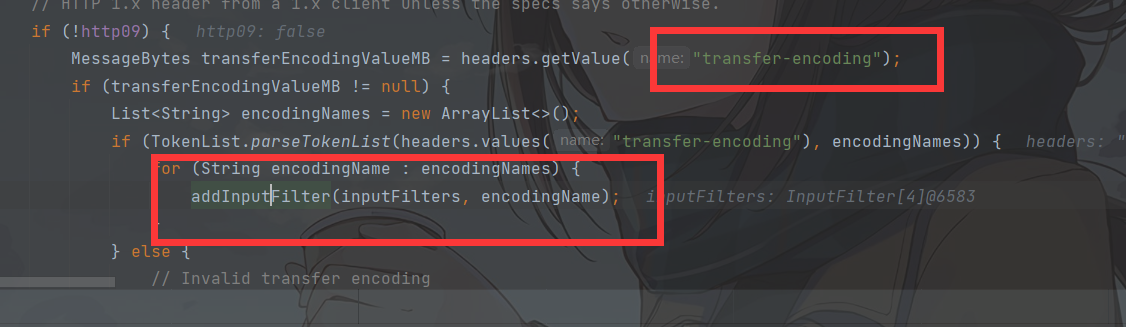 // HTTP 1.x header from a 1.x client unless the specs says otherwise.
if (!http09) { http09: false
MessageBytes transferEncodingValueMB = headers.getValue( name: "transfer-encoding");
if (transferEncodingValueMB != null) {
List<String> encodingNames = new ArrayList<>();
if (TokenList.parseTokenList(headers.values( name: "transfer-encoding"), encodingNames)) { headers: "
for (String encodingName : encodingNames) {
addInputFilter(inputFilters, encodingName); inputFilters: InputFilter[4]@6583
} else {
// Invalid transfer encoding